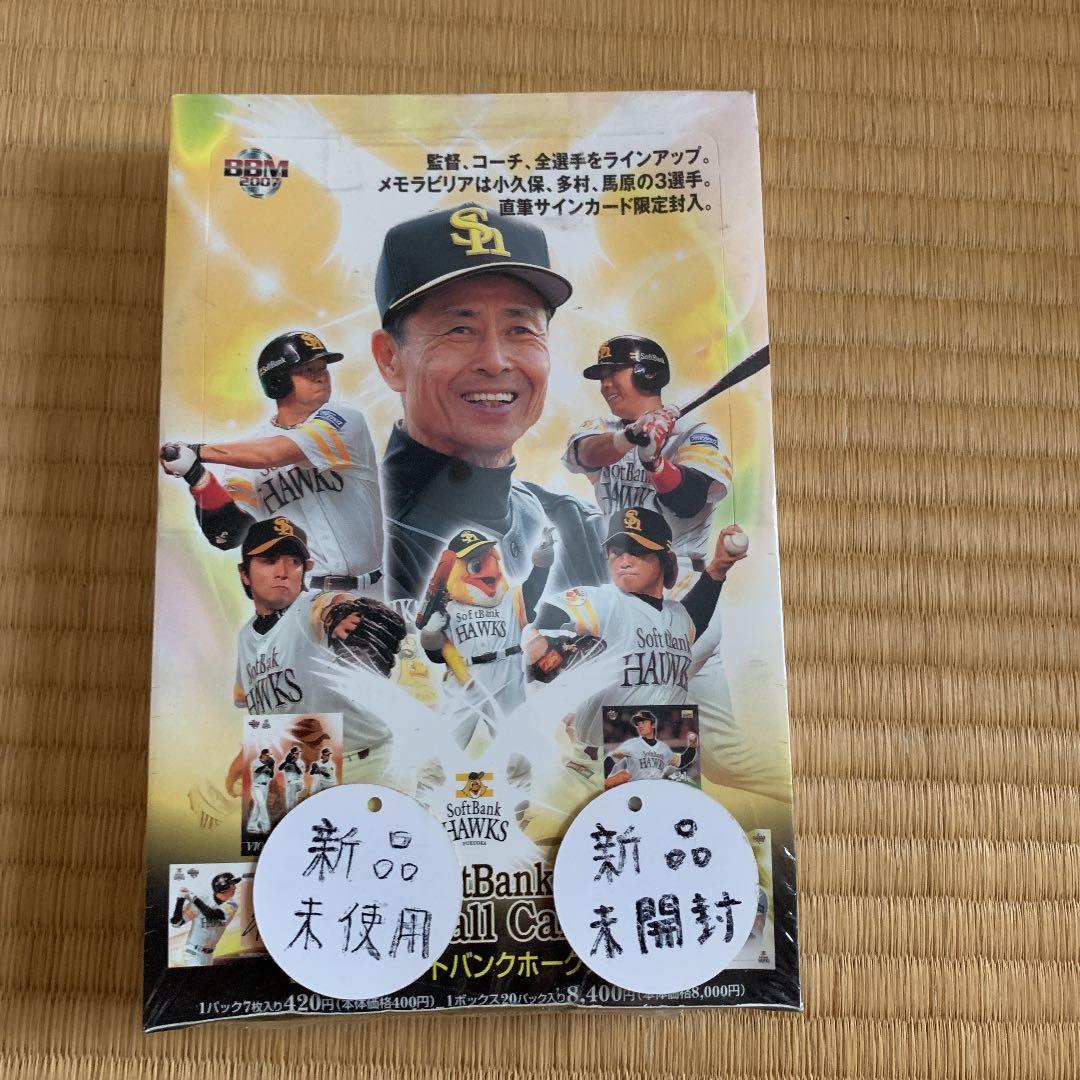 BBM
2007
監督、コーチ、全選手をラインアップ。
メモラビリアは小久保、多村、馬原の3選手。
直筆サインカード限定封入。
Sh
SoftBank
SoftBank
HAWKS
HAWKS
SoftBank
HAWKS
SoftBank
HAWKS
SoftBank
HAWKS
SoftBank
HAWKS
FUKUOKA
新品
未使用
新品
未開封
tBank
all Ca
トバンクホーク
1パック7枚入り420円(本体価格400円) 1ボックス20パック入り8,400円(本体価格8,000円)